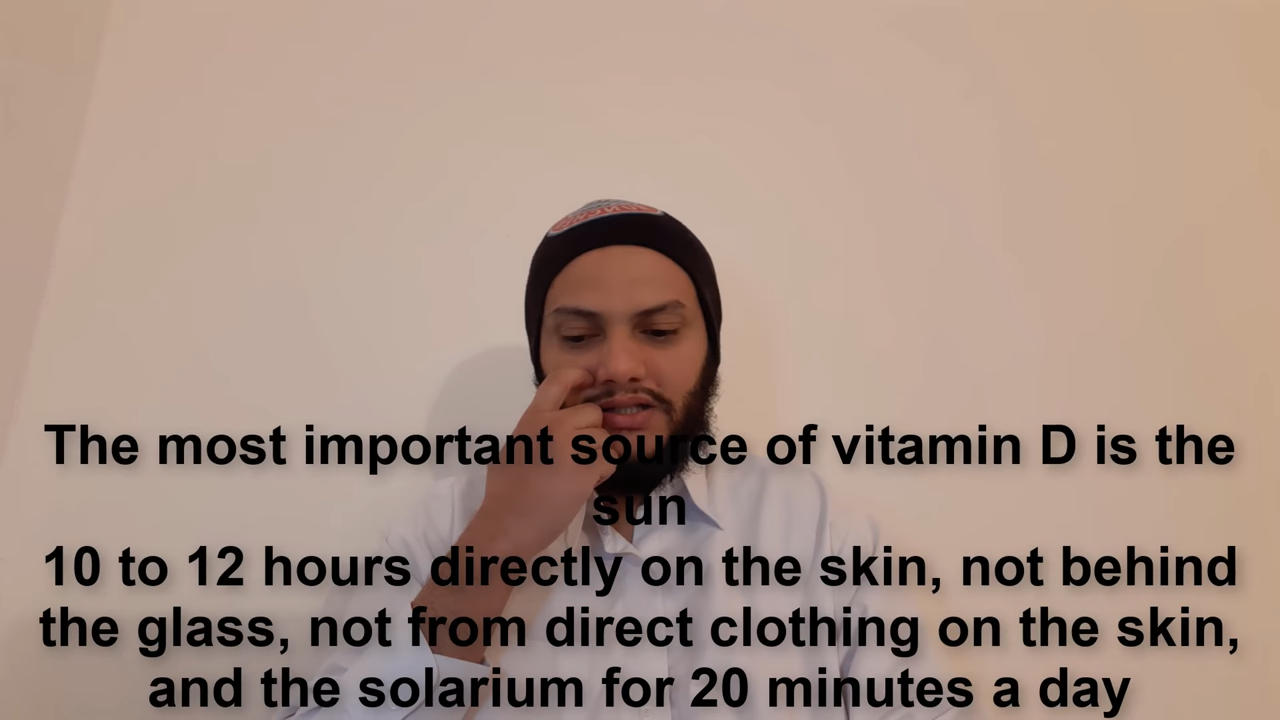 The most important source of vitamin D is the
sun
10 to 12 hours directly on the skin, not behind
the glass, not from direct clothing on the skin,
and the solarium for 20 minutes a day